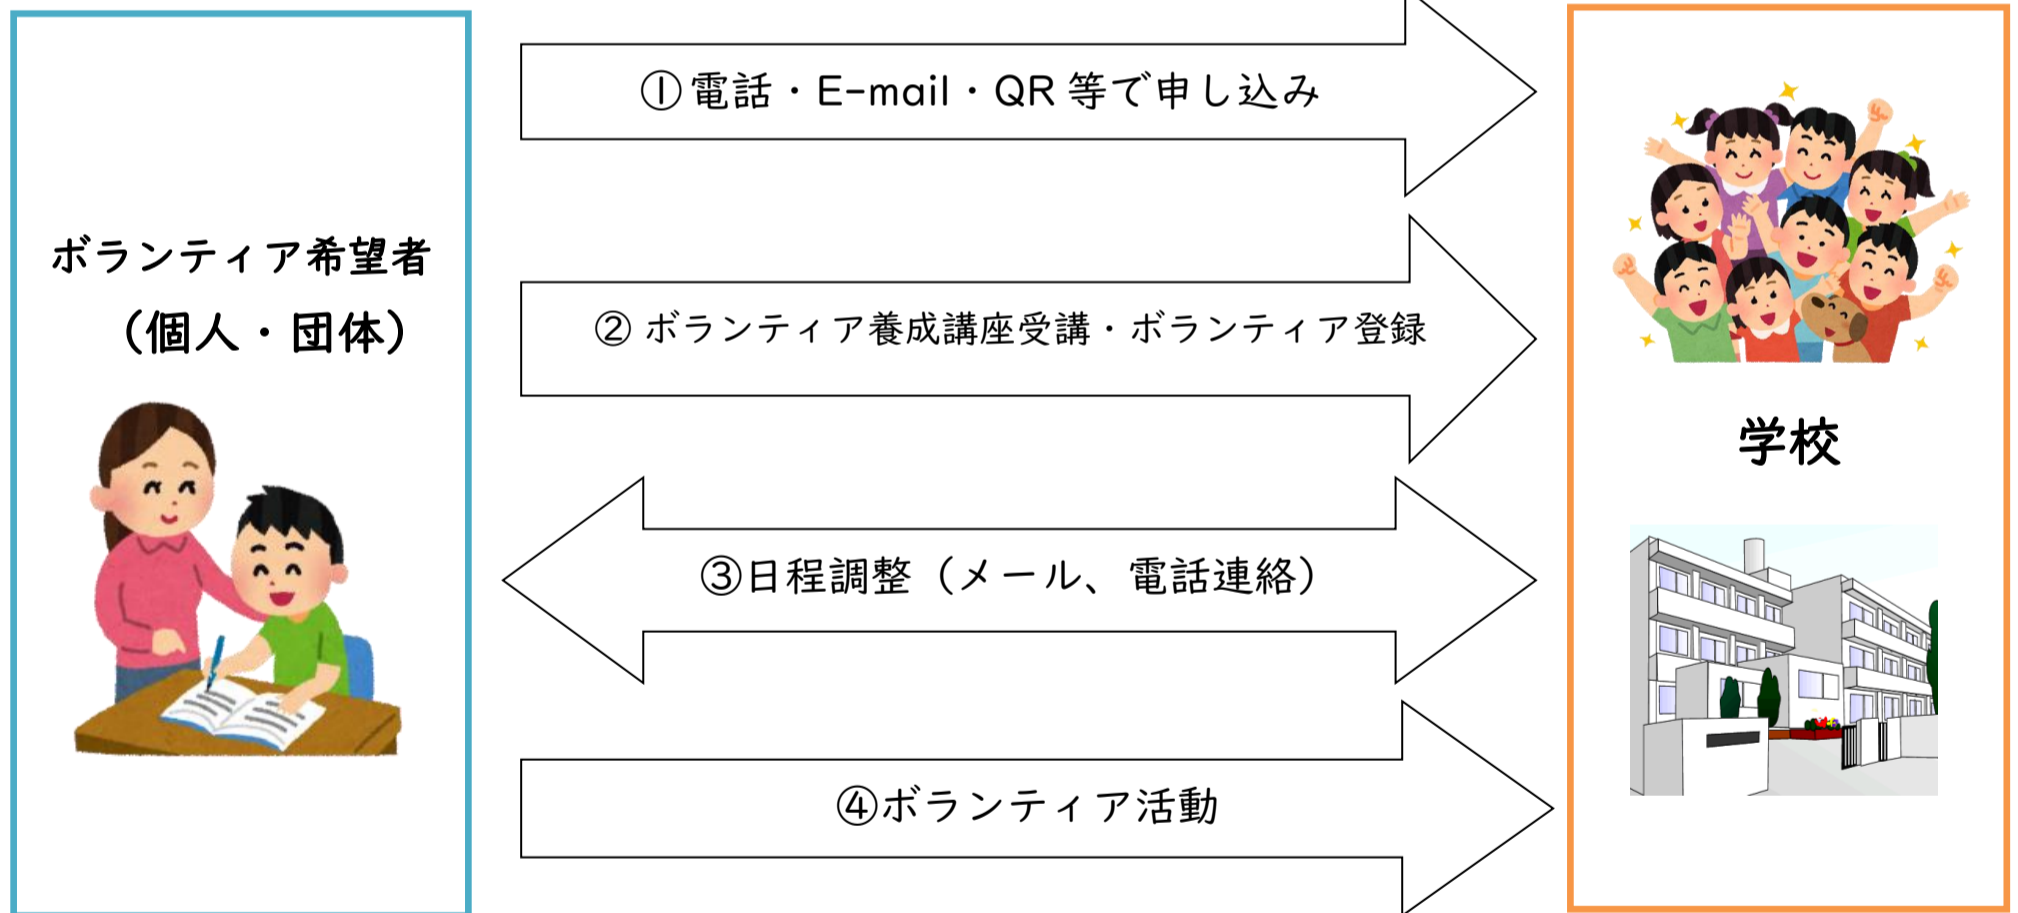 ボランティア希望者
（個人・団体）
①電話・E-mail・QR等で申し込み
② ボランティア養成講座受講・ボランティア登録
③日程調整（メール、電話連絡）
④ボランティア活動
学校